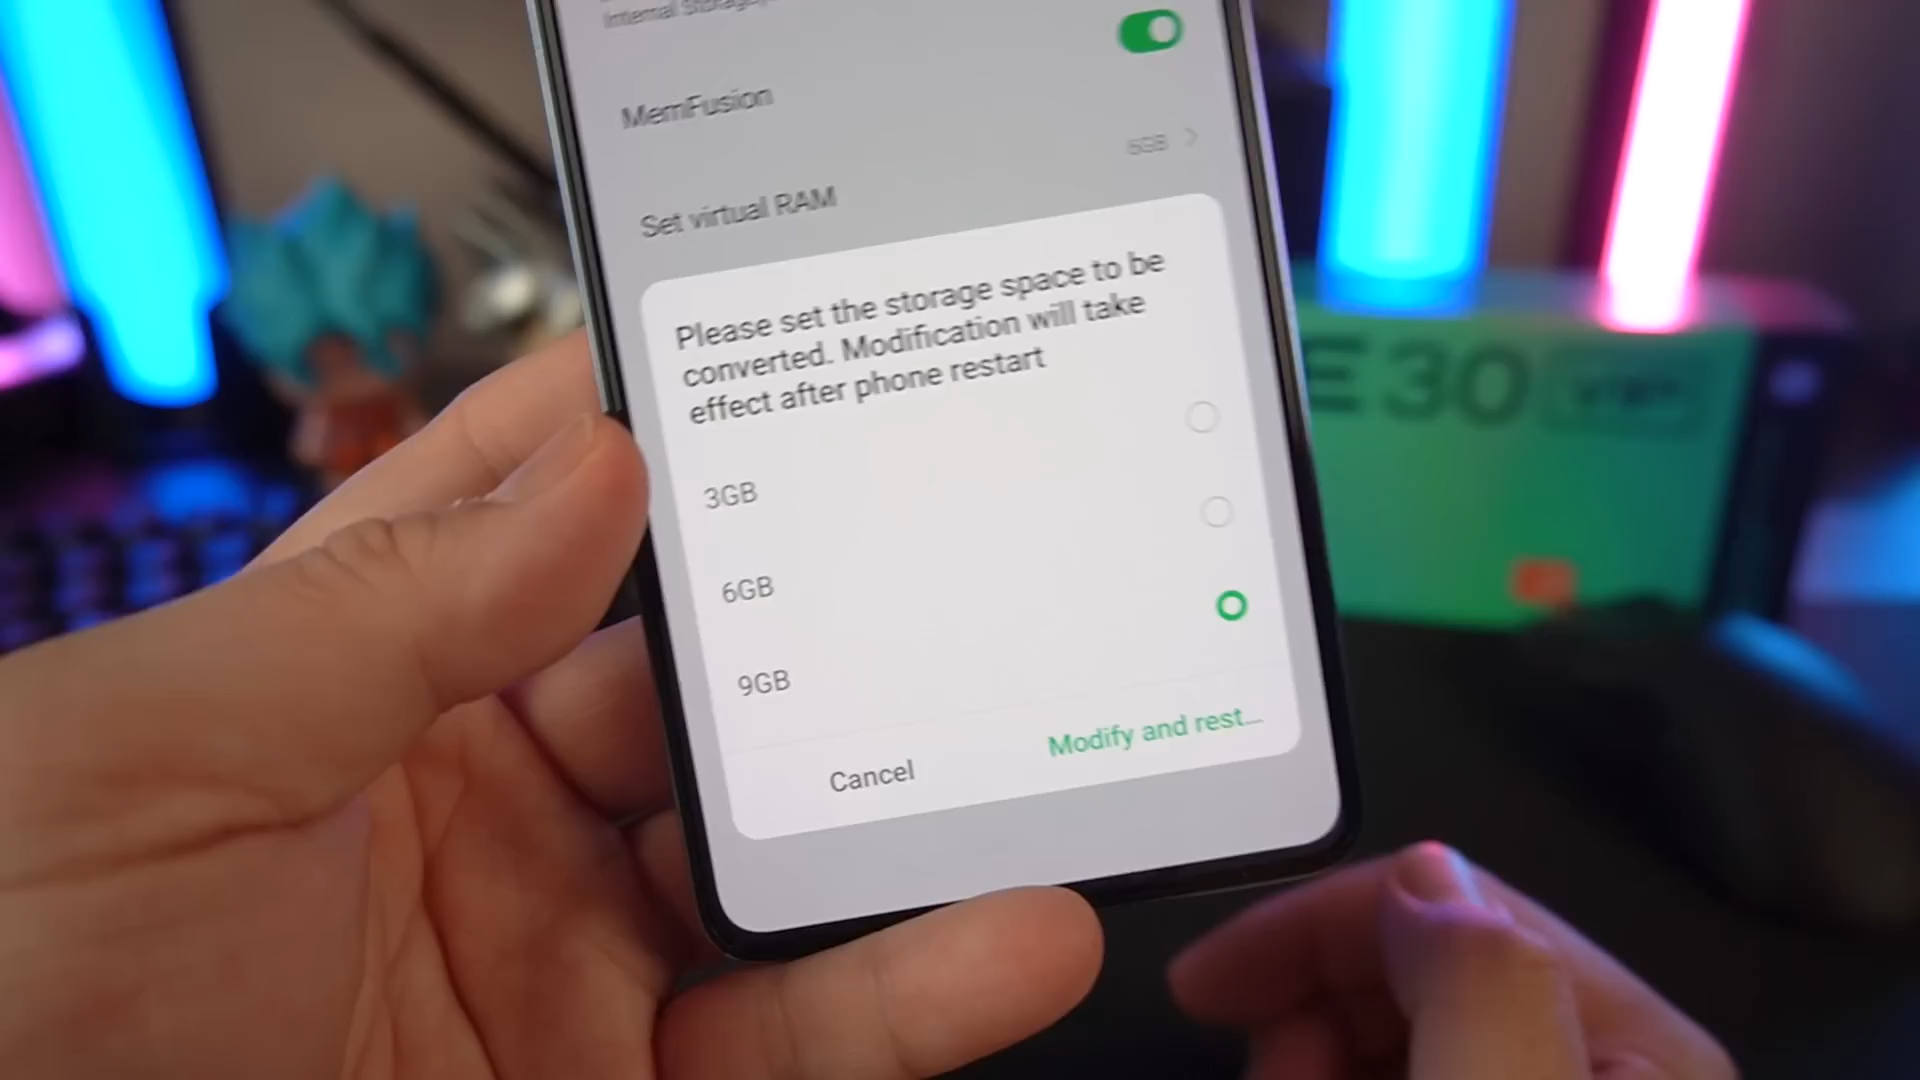 Internal Storage
MemFusion
6GB
Set virtual RAM
Please set the storage space to be
converted. Modification will take
effect after phone restart
3GB
6GB
9GB
Cancel
Modify and rest...
E30